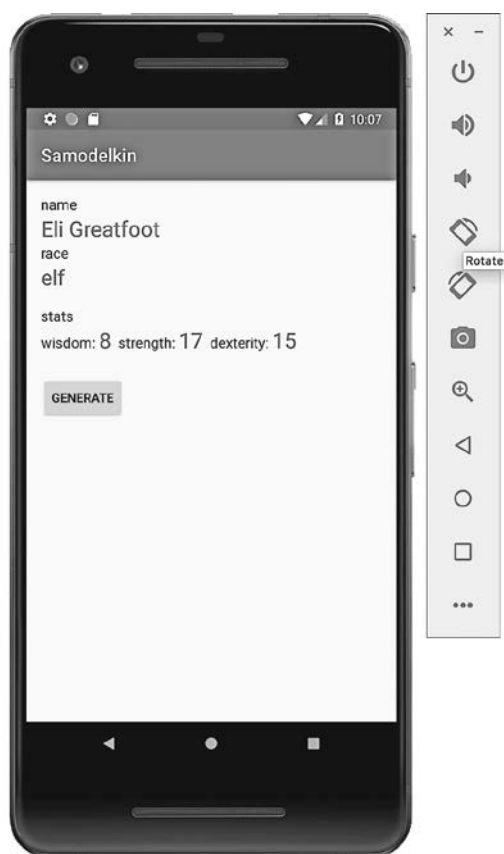 10:07
Samodelkin
name
Eli Greatfoot
race
elf
stats
wisdom: 8 strength: 17 dexterity: 15
GENERATE
Rotate